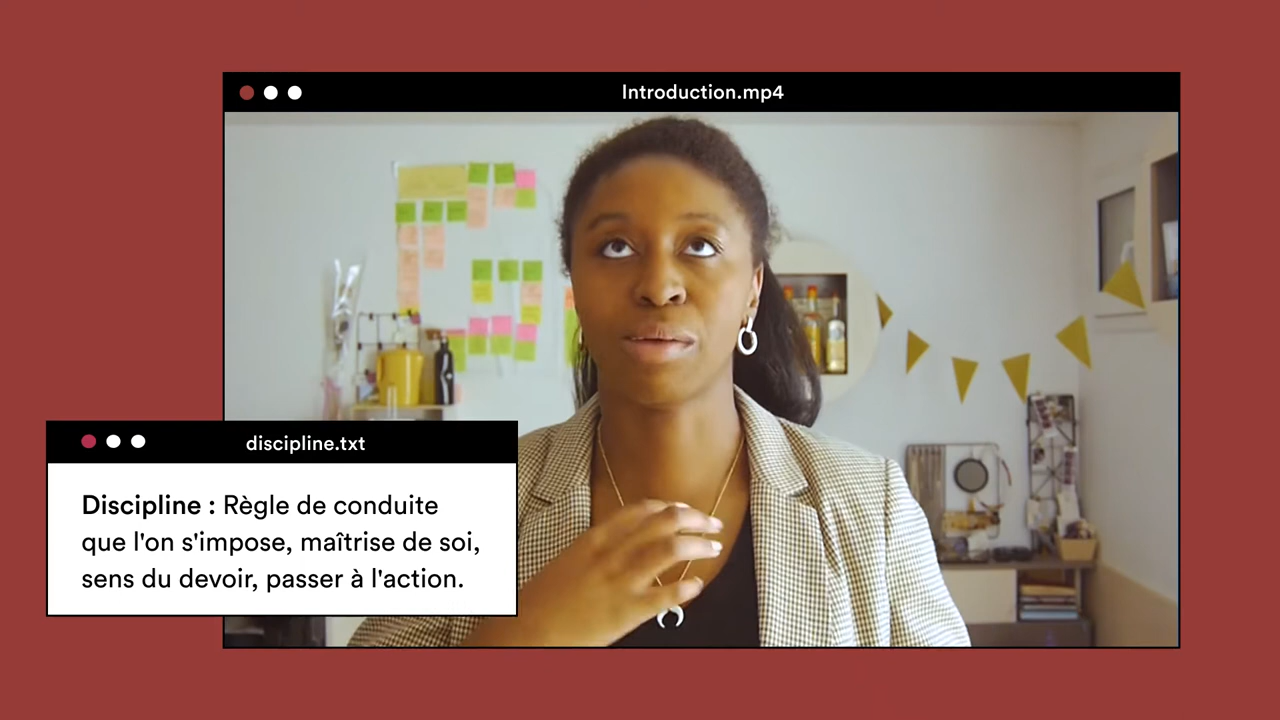 Introduction.mp4
discipline.txt
Discipline : Règle de conduite
que l'on s'impose, maîtrise de soi,
sens du devoir, passer à l'action.